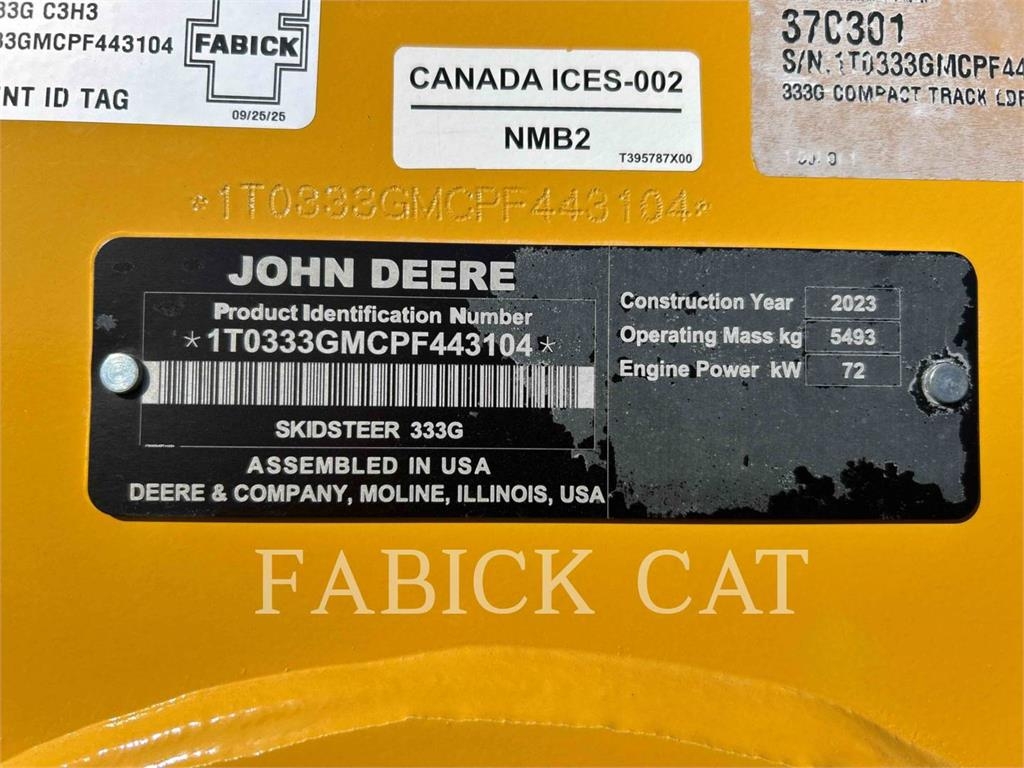 33G C3H3
33GMCPF443104
FABICK
NT ID TAG
09/25/25
CANADA ICES-002
NMB2
T395787X00
37C301
S/N.1T0333GMCPF44
333G COMPACT TRACK LDR
*1T0333GMCPF443104*
JOHN DEERE
Product Identification Number
*1T0333GMCPF443104*
SKIDSTEER 333G
ASSEMBLED IN USA
DEERE & COMPANY, MOLINE, ILLINOIS, USA
Construction Year 2023
Operating Mass kg 5493
Engine Power kW 72
FABICK CAT